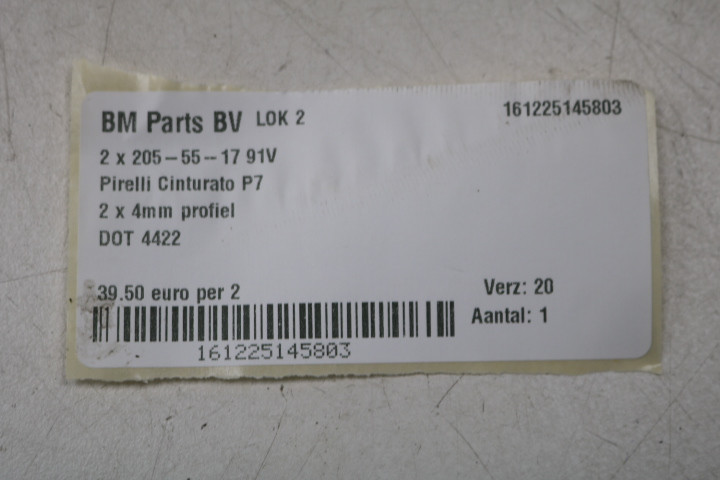 BM Parts BV LOK 2 161225145803
2 x 205-55-17 91V
Pirelli Cinturato P7
2 x 4mm profiel
DOT 4422
39.50 euro per 2 Verz: 20
Aantal: 1
161225145803